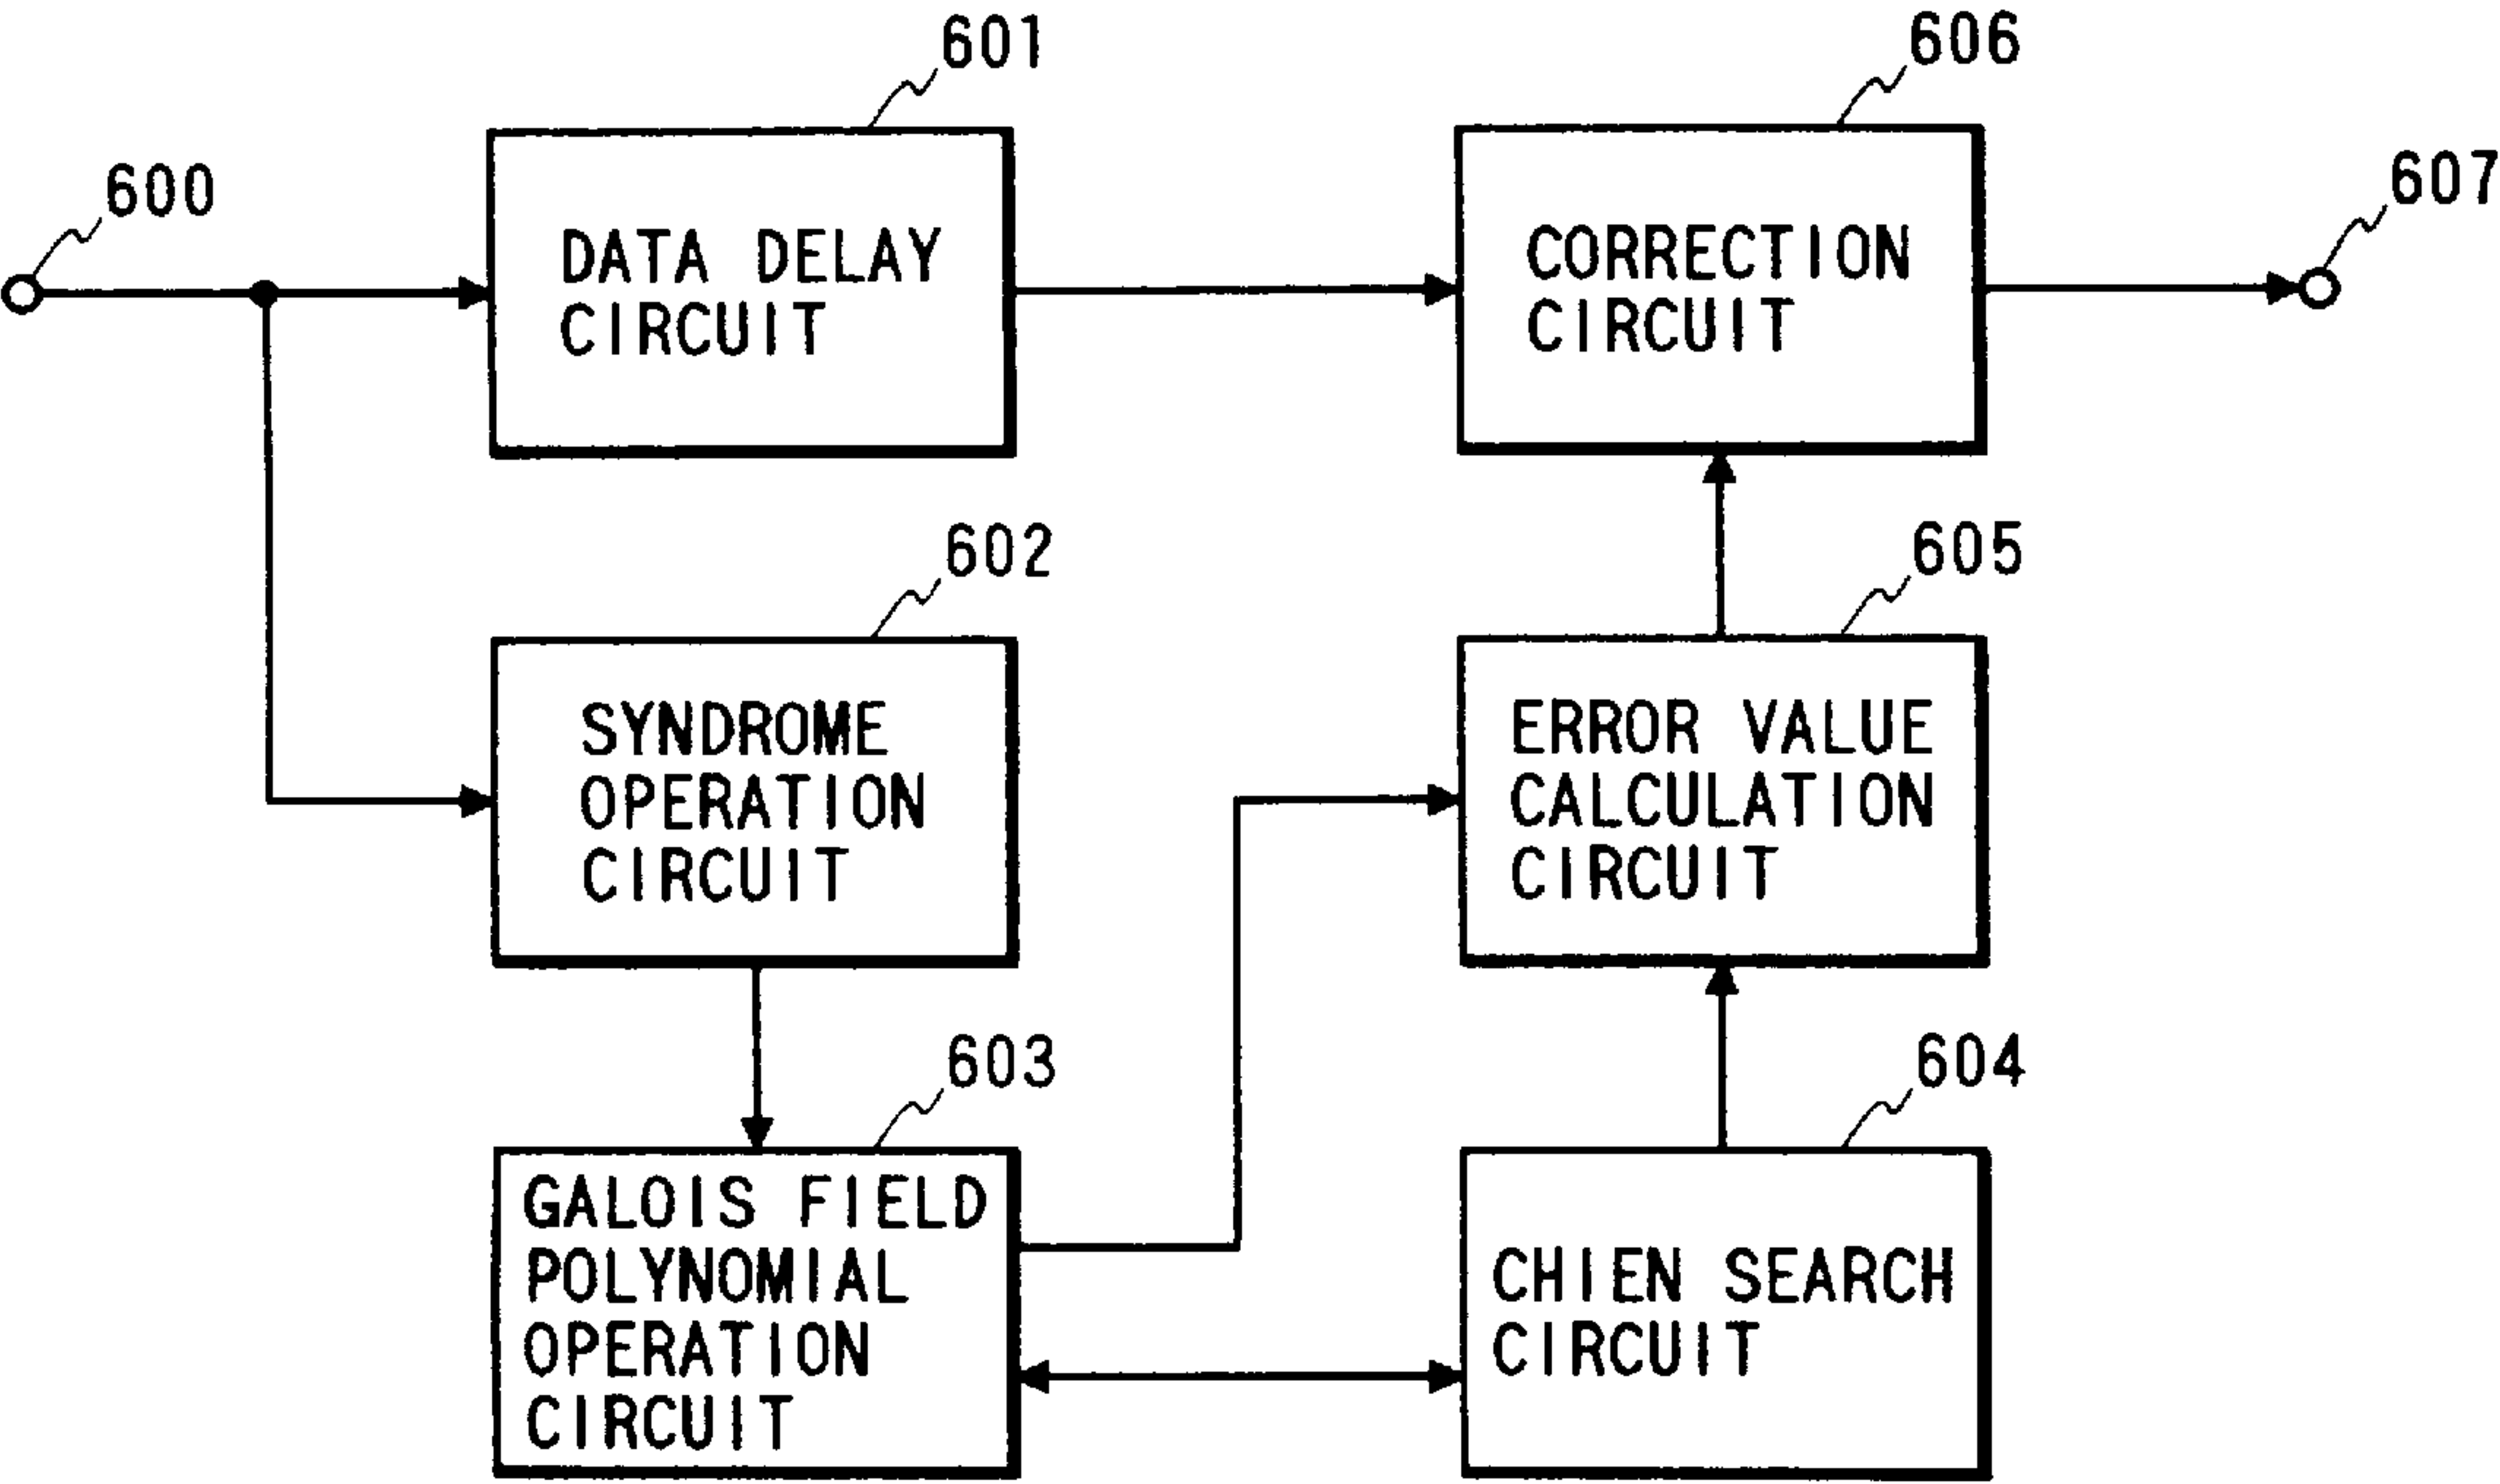 601
606
600
607
DATA DELAY
CIRCUIT
CORRECTION
CIRCUIT
602
605
SYNDROME
OPERATION
CIRCUIT
ERROR VALUE
CALCULATION
CIRCUIT
603
604
GALOIS FIELD
POLYNOMIAL
OPERATION
CIRCUIT
CHIEN SEARCH
CIRCUIT